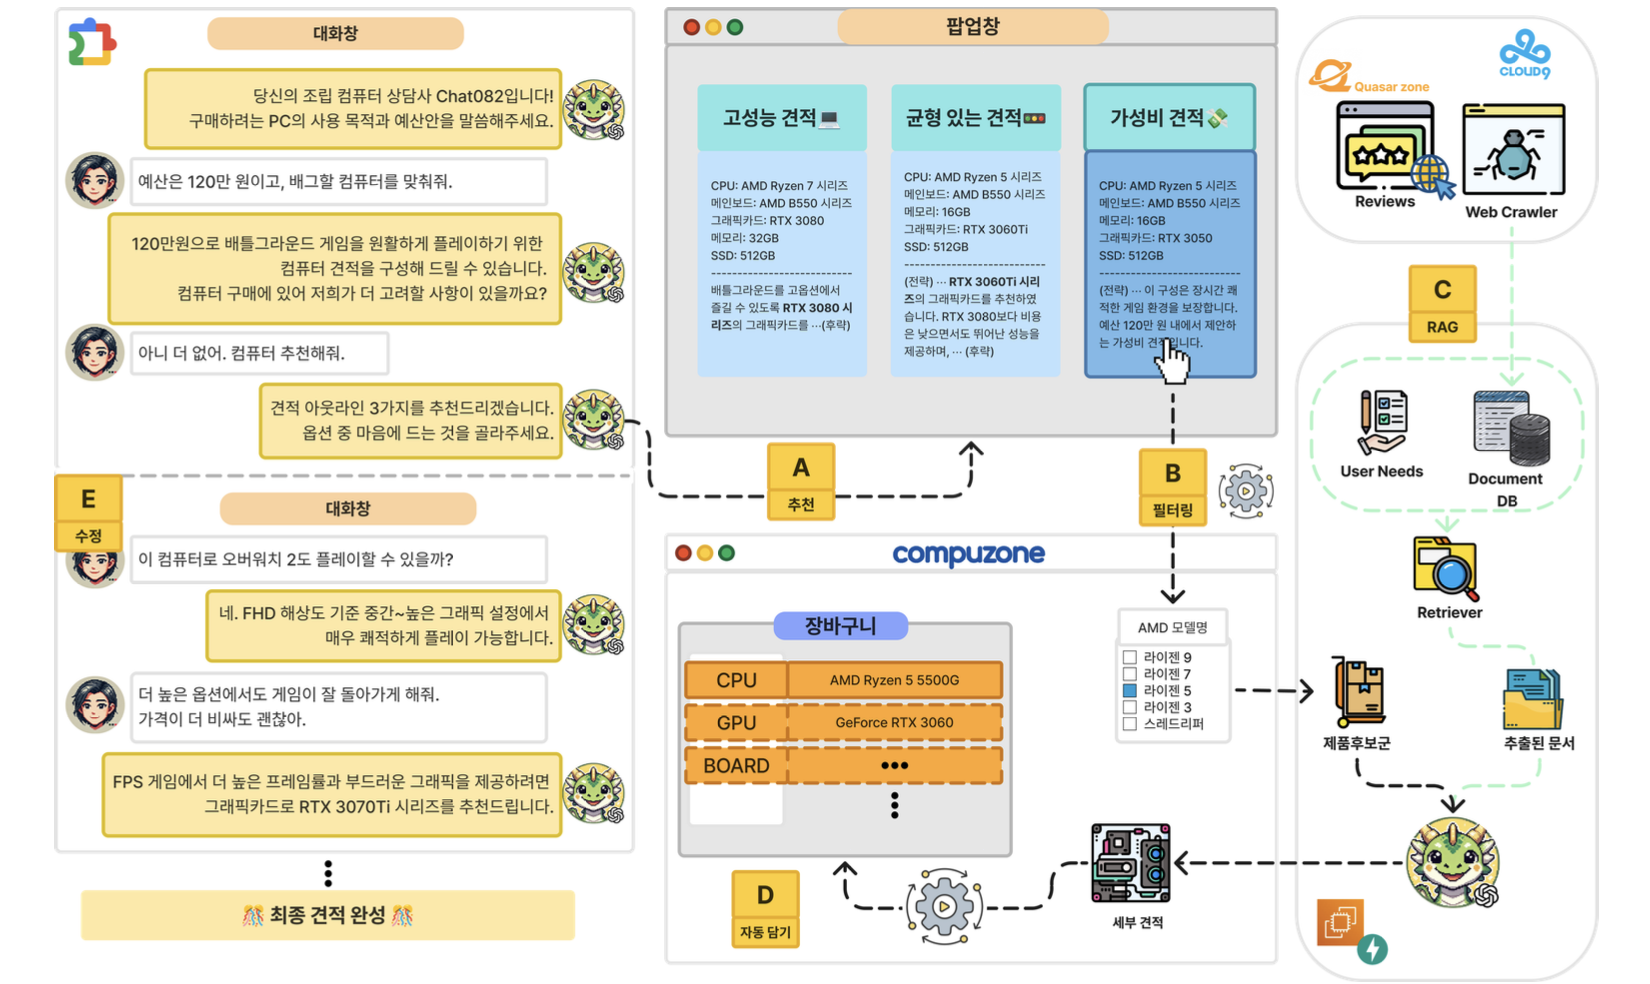 대화창
당신의 조립 컴퓨터 상담사 Chat082입니다!
구매하려는 PC의 사용 목적과 예산안을 말씀해주세요.
예산은 120만 원이고, 배그할 컴퓨터를 맞춰줘.
120만원으로 배틀그라운드 게임을 원활하게 플레이하기 위한
컴퓨터 견적을 구성해 드릴 수 있습니다.
컴퓨터 구매에 있어 저희가 더 고려할 사항이 있을까요?
아니 더 없어. 컴퓨터 추천해줘.
견적 아웃라인 3가지를 추천드리겠습니다.
옵션 중 마음에 드는 것을 골라주세요.
E
수정
대화창
이 컴퓨터로 오버워치 2도 플레이할 수 있을까?
네. FHD 해상도 기준 중간~높은 그래픽 설정에서
매우 쾌적하게 플레이 가능합니다.
더 높은 옵션에서도 게임이 잘 돌아가게 해줘.
가격이 더 비싸도 괜찮아.
FPS 게임에서 더 높은 프레임률과 부드러운 그래픽을 제공하려면
그래픽카드로 RTX 3070Ti 시리즈를 추천드립니다.
최종 견적 완성
A
추천
팝업창
고성능 견적
CPU: AMD Ryzen 7 시리즈
메인보드: AMD B550 시리즈
그래픽카드: RTX 3080
메모리: 32GB
SSD: 512GB
---------------------------
배틀그라운드를 고옵션에서
즐길 수 있도록 RTX 3080 시
리즈의 그래픽카드를 …(후략)
균형 있는 견적
CPU: AMD Ryzen 5 시리즈
메인보드: AMD B550 시리즈
메모리: 16GB
그래픽카드: RTX 3060Ti
SSD: 512GB
---------------------------
(전략) … RTX 3060Ti 시리
즈의 그래픽카드를 추천하였
습니다. RTX 3080보다 비용
은 낮으면서도 뛰어난 성능을
제공하며, … (후략)
가성비 견적
CPU: AMD Ryzen 5 시리즈
메인보드: AMD B550 시리즈
메모리: 16GB
그래픽카드: RTX 3050
SSD: 512GB
---------------------------
(전략) … 이 구성은 장시간 쾌
적한 게임 환경을 보장합니다.
예산 120만 원 내에서 제안하
는 가성비 견적입니다.
B
필터링
compuzone
장바구니
CPU AMD Ryzen 5 5500G
GPU GeForce RTX 3060
BOARD •••
AMD 모델명
라이젠 9
라이젠 7
라이젠 5
라이젠 3
스레드리퍼
D
자동 담기
세부 견적
CLOUD9
Quasar zone
Reviews
Web Crawler
C
RAG
User Needs
Document
DB
Retriever
제품후보군
추출된 문서